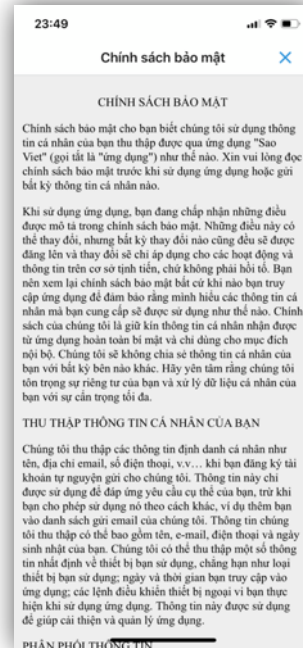 23:49
Chính sách bảo mật
CHÍNH SÁCH BẢO MẬT
Chính sách bảo mật cho bạn biết chúng tôi sử dụng thông
tin cá nhân của bạn thu thập được qua ứng dụng "Sao
Viet" (gọi tắt là "ứng dụng") như thế nào. Xin vui lòng đọc
chính sách bảo mật trước khi sử dụng ứng dụng hoặc gửi
bất kỳ thông tin cá nhân nào.
Khi sử dụng ứng dụng, bạn đang chấp nhận những điều
được mô tả trong chính sách bảo mật. Những điều này có
thể thay đổi, nhưng bất kỳ thay đổi nào cũng đều sẽ được
đăng lên và thay đổi sẽ chỉ áp dụng cho các hoạt động và
thông tin trên cơ sở tịnh tiến, chứ không phải hồi tố. Bạn
nên xem lại chính sách bảo mật bất cứ khi nào bạn truy
cập ứng dụng để đảm bảo rằng mình hiểu các thông tin cá
nhân mà bạn cung cấp sẽ được sử dụng như thế nào. Chính
sách của chúng tôi là giữ kín thông tin cá nhân nhận được
từ ứng dụng hoàn toàn bí mật và chỉ dùng cho mục đích
nội bộ. Chúng tôi sẽ không chia sẻ thông tin cá nhân của
bạn với bất kỳ bên nào khác. Hãy yên tâm rằng chúng tôi
tôn trọng sự riêng tư của bạn và xử lý dữ liệu cá nhân của
bạn với sự cẩn trọng tối đa.
THU THẬP THÔNG TIN CÁ NHÂN CỦA BẠN
Chúng tôi thu thập các thông tin định danh cá nhân như
tên, địa chỉ email, số điện thoại, v.v… khi bạn đăng ký tài
khoản tự nguyện gửi cho chúng tôi. Thông tin này chỉ
được sử dụng để đáp ứng yêu cầu cụ thể của bạn, trừ khi
bạn cho phép sử dụng nó theo cách khác, ví dụ thêm bạn
vào danh sách gửi email của chúng tôi. Thông tin chúng
tôi thu thập có thể bao gồm tên, e-mail, điện thoại và ngày
sinh nhật của bạn. Chúng tôi có thể thu thập một số thông
tin nhất định về thiết bị bạn sử dụng, chẳng hạn như loại
thiết bị bạn sử dụng; ngày và thời gian bạn truy cập vào
ứng dụng; các lệnh điều khiển thiết bị ngoại vi bạn thực
hiện khi sử dụng ứng dụng. Thông tin này được sử dụng
để giúp cải thiện và quản lý ứng dụng.
PHÂN PHỐI THÔNG TIN